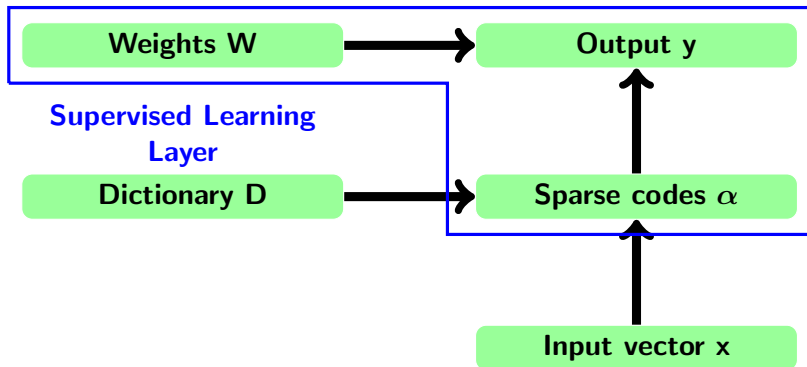 Weights W
Output y
Supervised Learning
Layer
Dictionary D
Sparse codes α
Input vector x